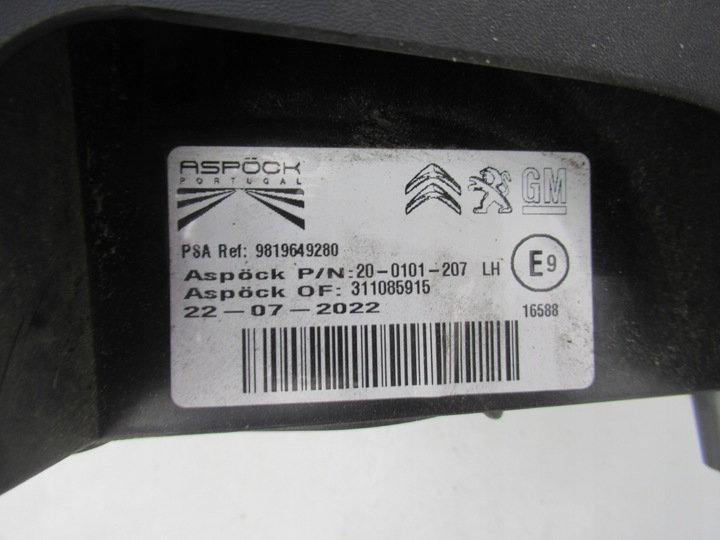 ASPÖCK
PORTUGAL
GM
PSA Ref: 9819649280
Aspöck P/N: 20-0101-207 LH
E9
Aspöck OF: 311085915
22-07-2022
16588